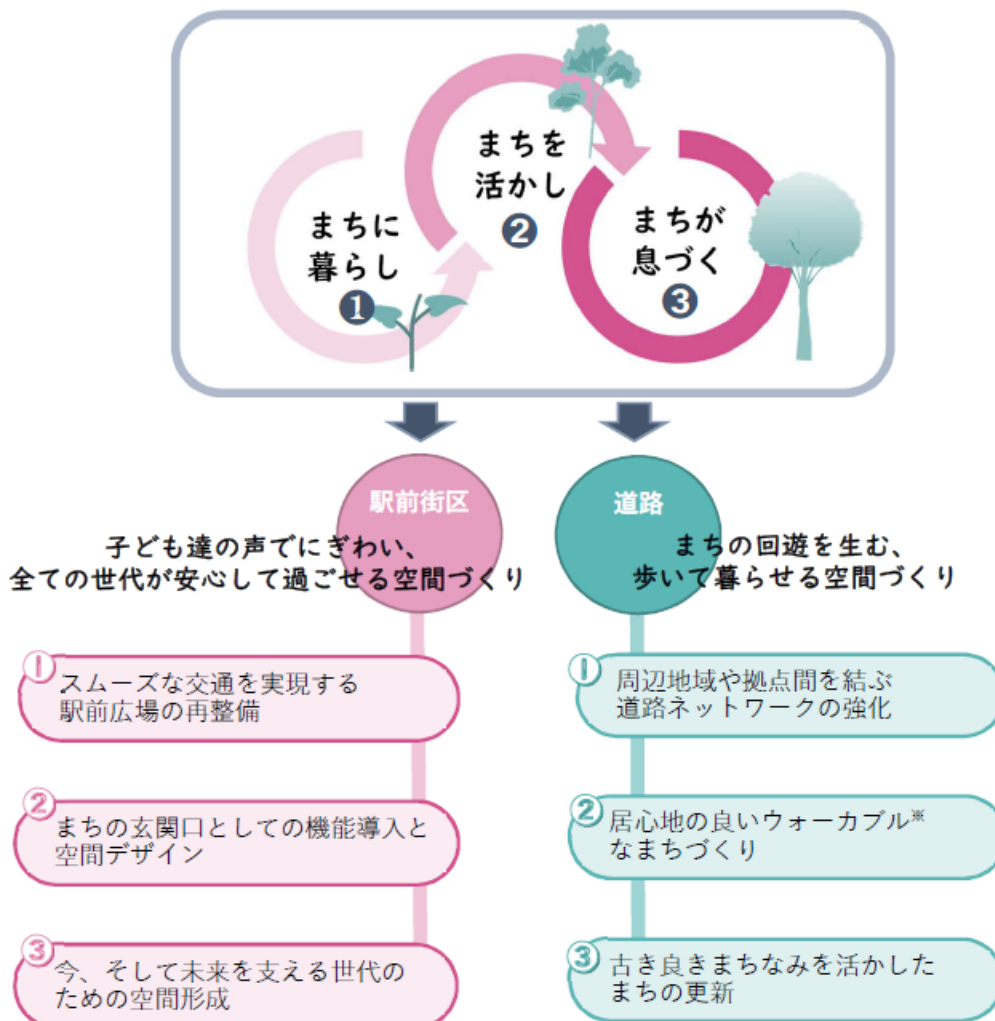 まちに
暮らし
❶
まちを
活かし
❷
まちが
息づく
❸
駅前街区
子ども達の声でにぎわい、
全ての世代が安心して過ごせる空間づくり
①
スムーズな交通を実現する
駅前広場の再整備
②
まちの玄関口としての機能導入と
空間デザイン
③
今、そして未来を支える世代の
ための空間形成
道路
まちの回遊を生む、
歩いて暮らせる空間づくり
①
周辺地域や拠点間を結ぶ
道路ネットワークの強化
②
居心地の良いウォーカブル※
なまちづくり
③
古き良きまちなみを活かした
まちの更新